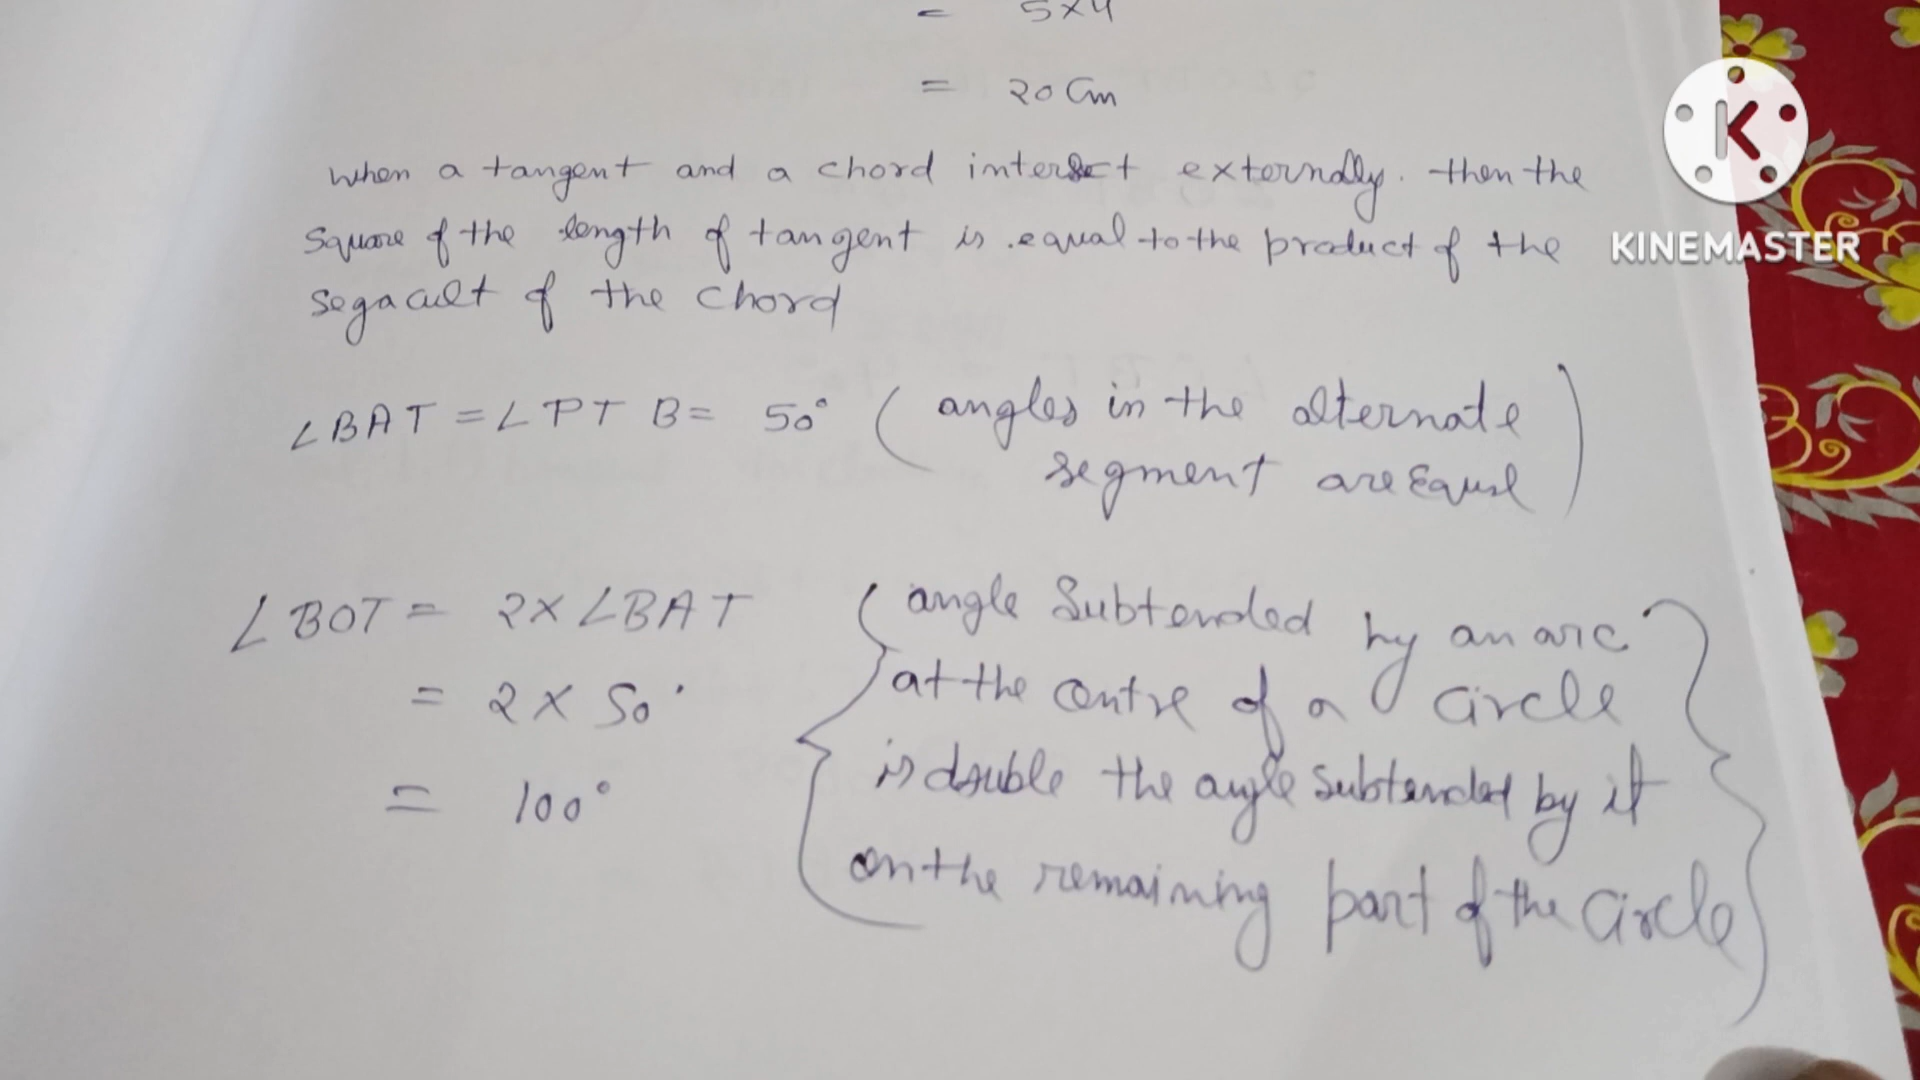 = 5×4
= 20 Cm
When a tangent and a chord intersect externally. then the
square of the length of tangent is equal to the product of the
of the chord
∠BAT = ∠PTB = 50° (angles in the alternate
segment are Equal)
∠BOT = 2×∠BAT
= 2×50°
= 100°
{angle Subtended by an arc
at the centre of a circle
is double the angle subtended by it
on the remaining part of the circle}
K
KINEMASTER